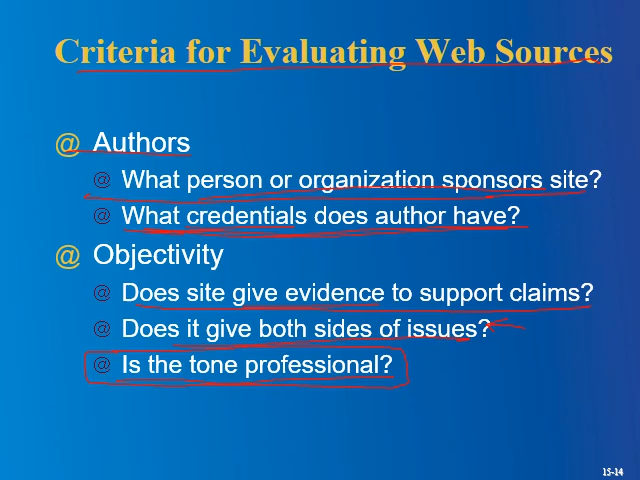 Criteria for Evaluating Web Sources
@ Authors
@ What person or organization sponsors site?
@ What credentials does author have?
@ Objectivity
@ Does site give evidence to support claims?
@ Does it give both sides of issues?
@ Is the tone professional?
15-14